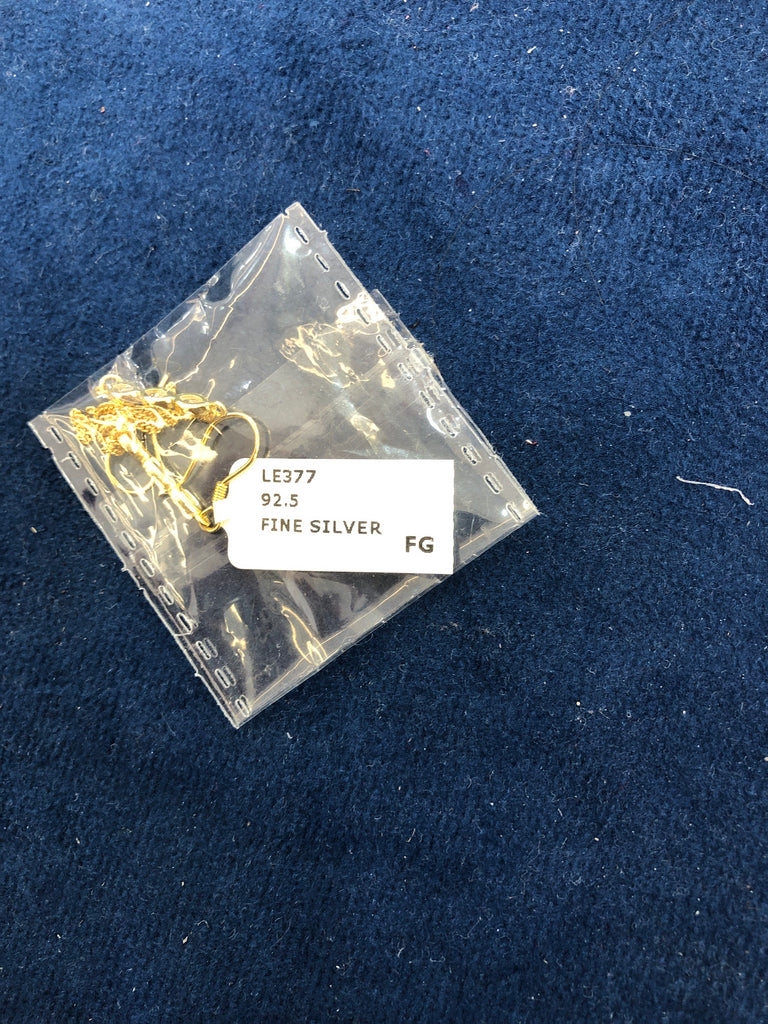 LE377
92.5
FINE SILVER
FG